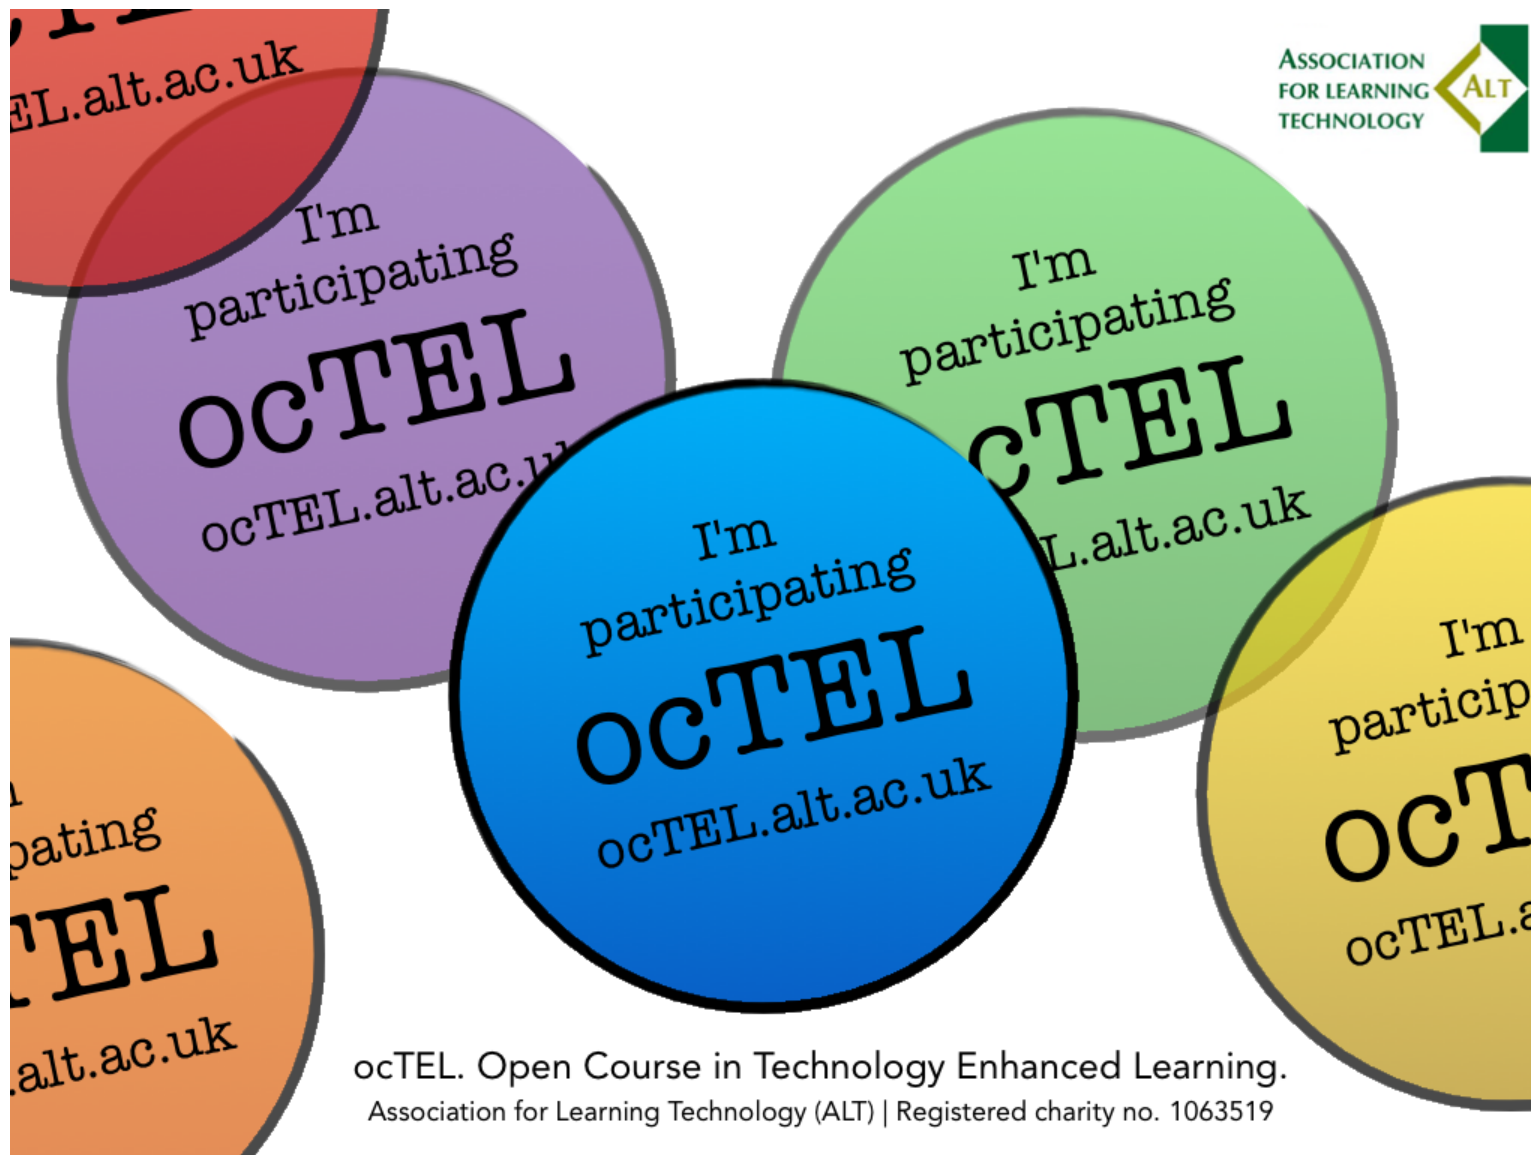 cTEL
EL.alt.ac.uk
ASSOCIATION
FOR LEARNING
TECHNOLOGY
ALT
I'm
participating
ocTEL
ocTEL.alt.ac.uk
I'm
participating
cTEL
L.alt.ac.uk
I'm
participating
ocTEL
ocTEL.alt.ac.uk
I'm
particip
ocT
ocTEL.a
pating
TEL
.alt.ac.uk
ocTEL. Open Course in Technology Enhanced Learning.
Association for Learning Technology (ALT) | Registered charity no. 1063519